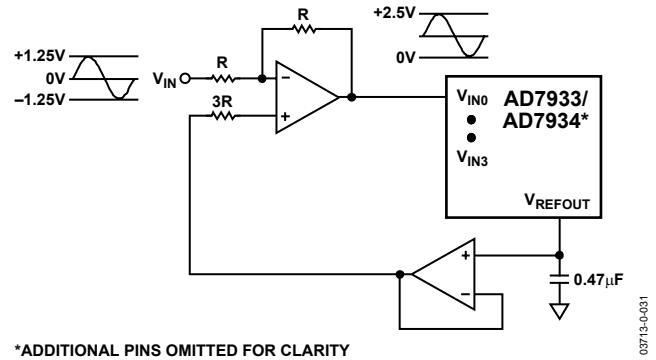 +2.5V
R
+1.25V
0V
R
0V
VIN
−
−1.25V
3R
+
VIN0
AD7933/
AD7934*
VIN3
VREFOUT
+
−
0.47μF
*ADDITIONAL PINS OMITTED FOR CLARITY
03713-0-031